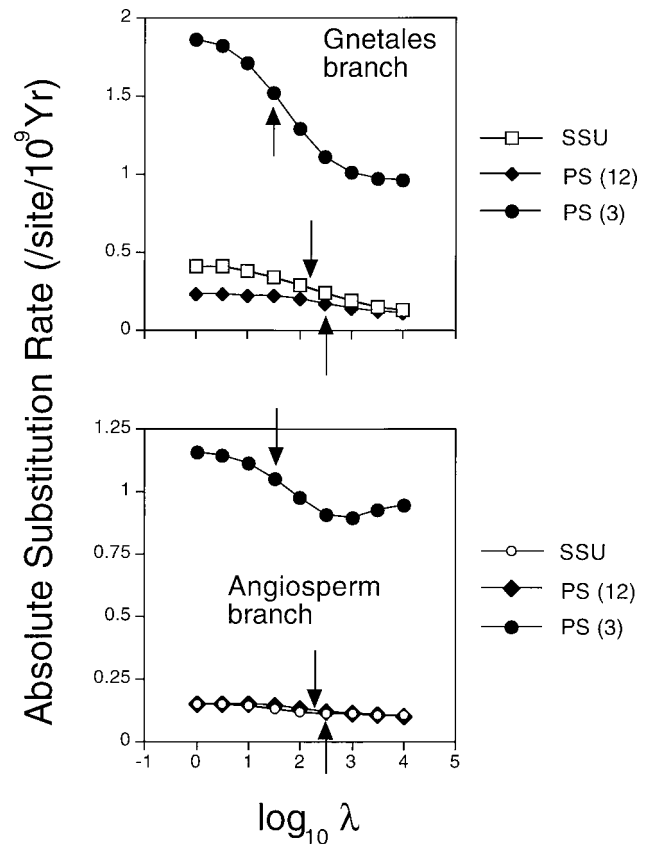 Absolute Substitution Rate (/site/10⁹Yr)
2
1.5
1
0.5
0
Gnetales
branch
SSU
PS (12)
PS (3)
1.25
1
0.75
0.5
0.25
0
Angiosperm
branch
SSU
PS (12)
PS (3)
-1 0 1 2 3 4 5
log₁₀ λ